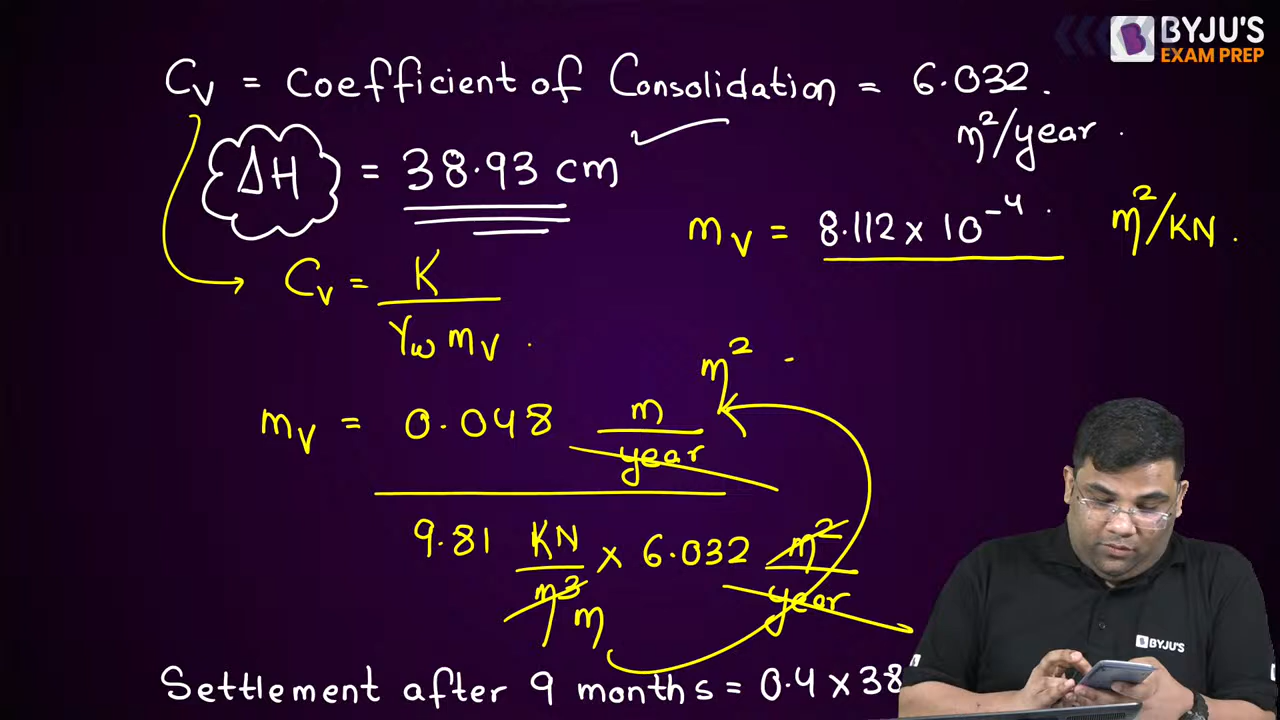 BYJU'S
EXAM PREP
Cv = Coefficient of Consolidation = 6.032
m²/year
ΔH = 38.93 cm
mv = 8.112 x 10⁻⁴ m²/KN
Cv = K
γω mv
m²
mv = 0.048 m
year
9.81 KN x 6.032 m²
m³ year
m
BYJU'S
Settlement after 9 months = 0.4 x 38